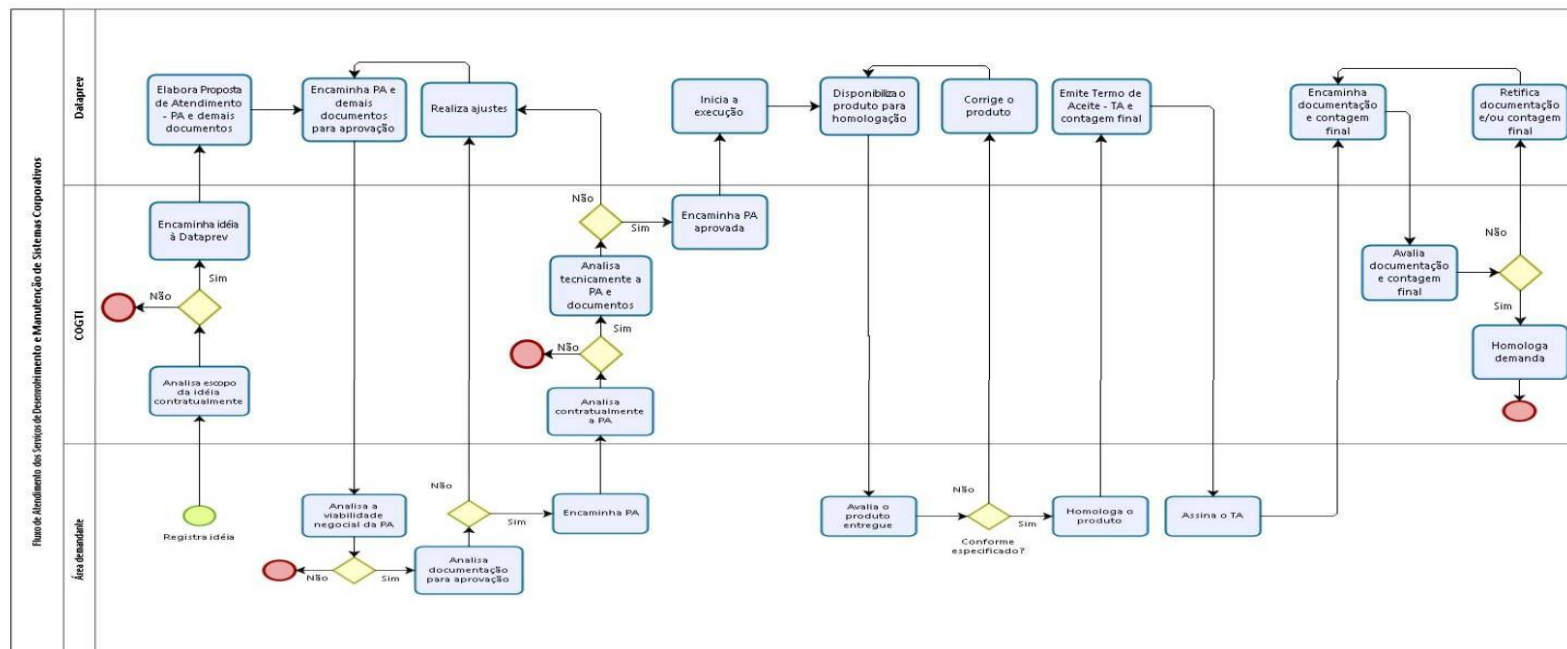 Fluxo de Atendimento dos Serviços de Desenvolvimento e Manutenção de Sistemas Corporativos
Dataprev
Elabora Proposta
de Atendimento
- PA e demais
documentos
Encaminha PA e
demais
documentos
para aprovação
Realiza ajustes
Inicia a
execução
Disponibiliza o
produto para
homologação
Corrige o
produto
Emite Termo de
Aceite - TA e
contagem final
Encaminha
documentação
e contagem
final
Retifica
documentação
e/ou contagem
final
COGTI
Encaminha idéia
à Dataprev
Sim
Não
Analisa escopo
da idéia
contratualmente
Não
Sim
Encaminha PA
aprovada
Analisa
tecnicamente a
PA e
documentos
Sim
Não
Analisa
contratualmente
a PA
Avalia
documentação
e contagem
final
Não
Sim
Homologa
demanda
Área demandante
Registra idéia
Analisa a
viabilidade
negocial da PA
Não
Sim
Analisa
documentação
para aprovação
Não
Sim
Encaminha PA
Avalia o
produto
entregue
Não
Sim
Conforme
especificado?
Homologa o
produto
Assina o TA